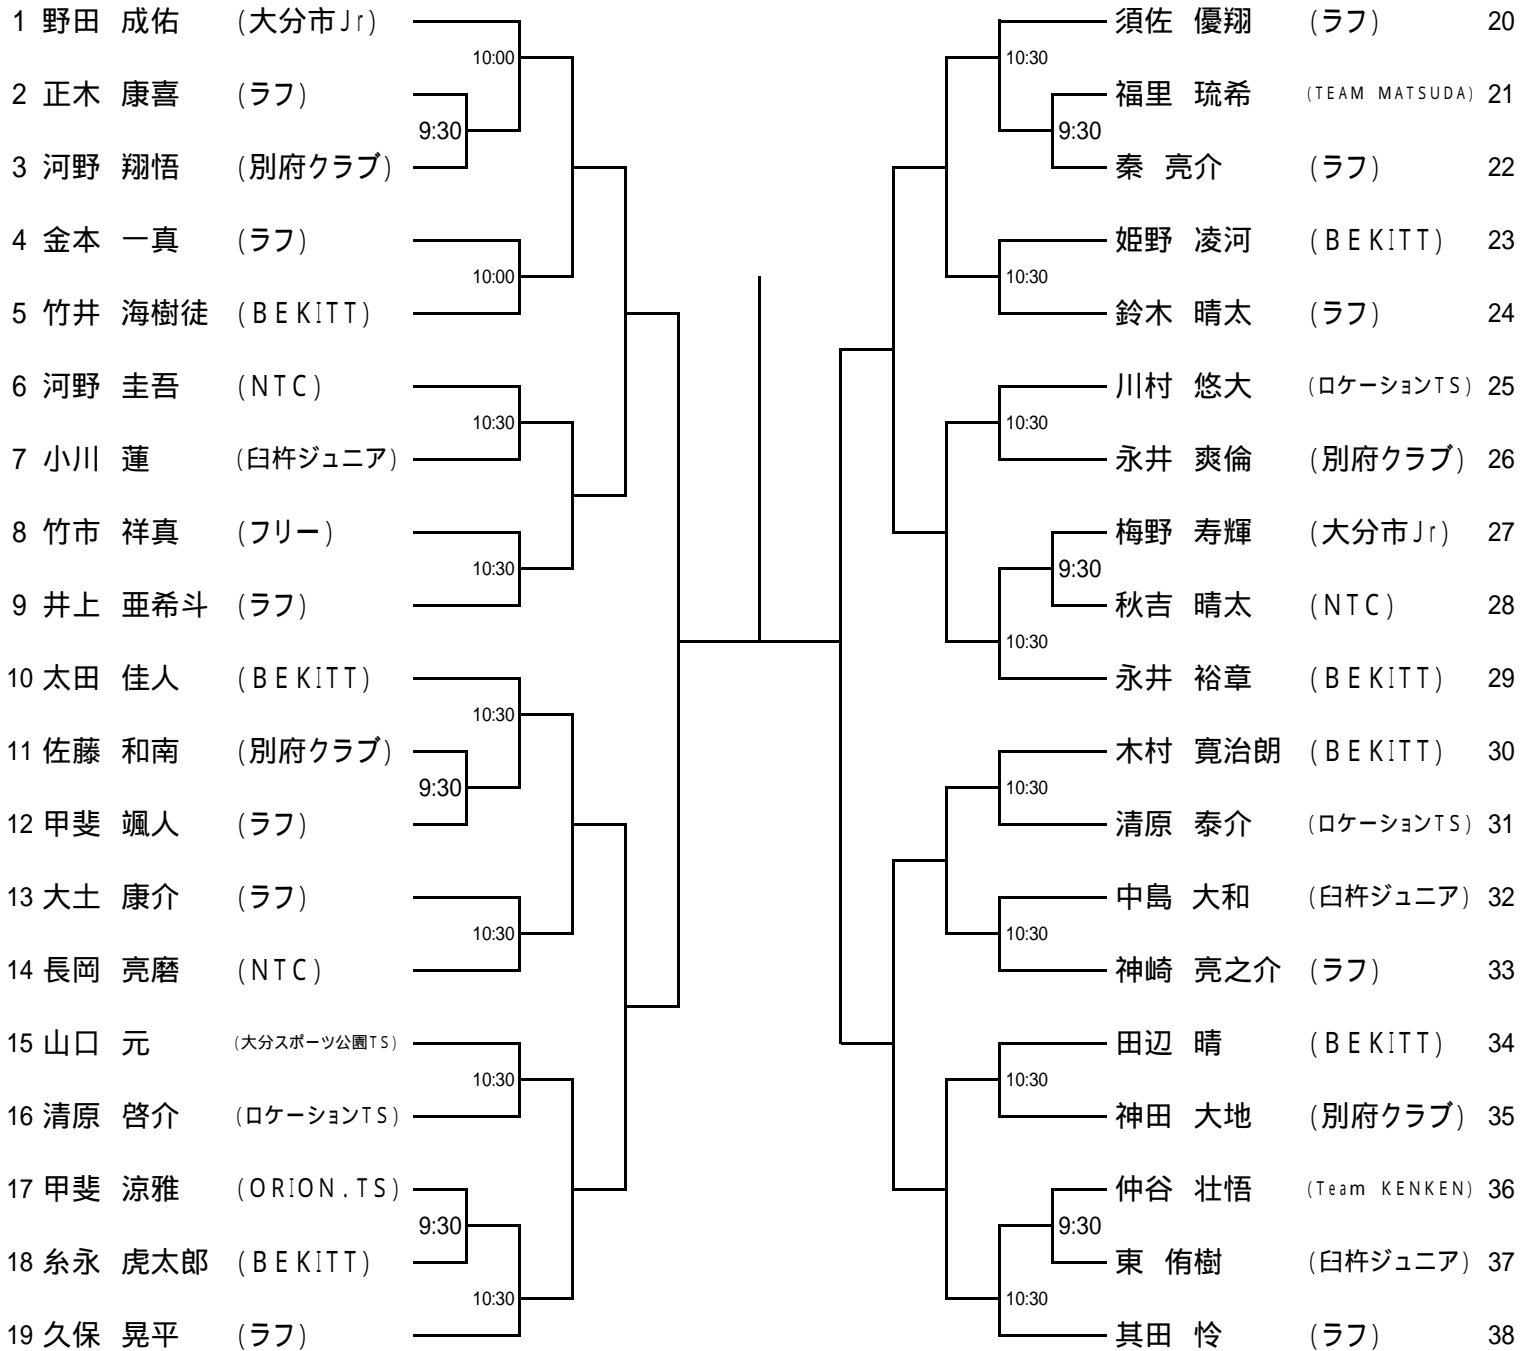 1 野田 成佑 (大分市Jr)
10:00
2 正木 康喜 (ラフ)
9:30
3 河野 翔悟 (別府クラブ)
4 金本 一真 (ラフ)
10:00
5 竹井 海樹徒 (BEKITT)
6 河野 圭吾 (NTC)
10:30
7 小川 蓮 (臼杵ジュニア)
8 竹市 祥真 (フリー)
10:30
9 井上 亜希斗 (ラフ)
10 太田 佳人 (BEKITT)
10:30
11 佐藤 和南 (別府クラブ)
9:30
12 甲斐 颯人 (ラフ)
13 大土 康介 (ラフ)
10:30
14 長岡 亮磨 (NTC)
15 山口 元 (大分スポーツ公園TS)
10:30
16 清原 啓介 (ロケーションTS)
17 甲斐 涼雅 (ORION.TS)
9:30
18 糸永 虎太郎 (BEKITT)
10:30
19 久保 晃平 (ラフ)
須佐 優翔 (ラフ) 20
10:30
福里 琉希 (TEAM MATSUDA) 21
9:30
秦 亮介 (ラフ) 22
姫野 凌河 (BEKITT) 23
10:30
鈴木 晴太 (ラフ) 24
川村 悠大 (ロケーションTS) 25
10:30
永井 爽倫 (別府クラブ) 26
梅野 寿輝 (大分市Jr) 27
9:30
秋吉 晴太 (NTC) 28
10:30
永井 裕章 (BEKITT) 29
木村 寛治朗 (BEKITT) 30
10:30
清原 泰介 (ロケーションTS) 31
中島 大和 (臼杵ジュニア) 32
10:30
神崎 亮之介 (ラフ) 33
田辺 晴 (BEKITT) 34
10:30
神田 大地 (別府クラブ) 35
仲谷 壮悟 (Team KENKEN) 36
9:30
東 侑樹 (臼杵ジュニア) 37
10:30
其田 怜 (ラフ) 38